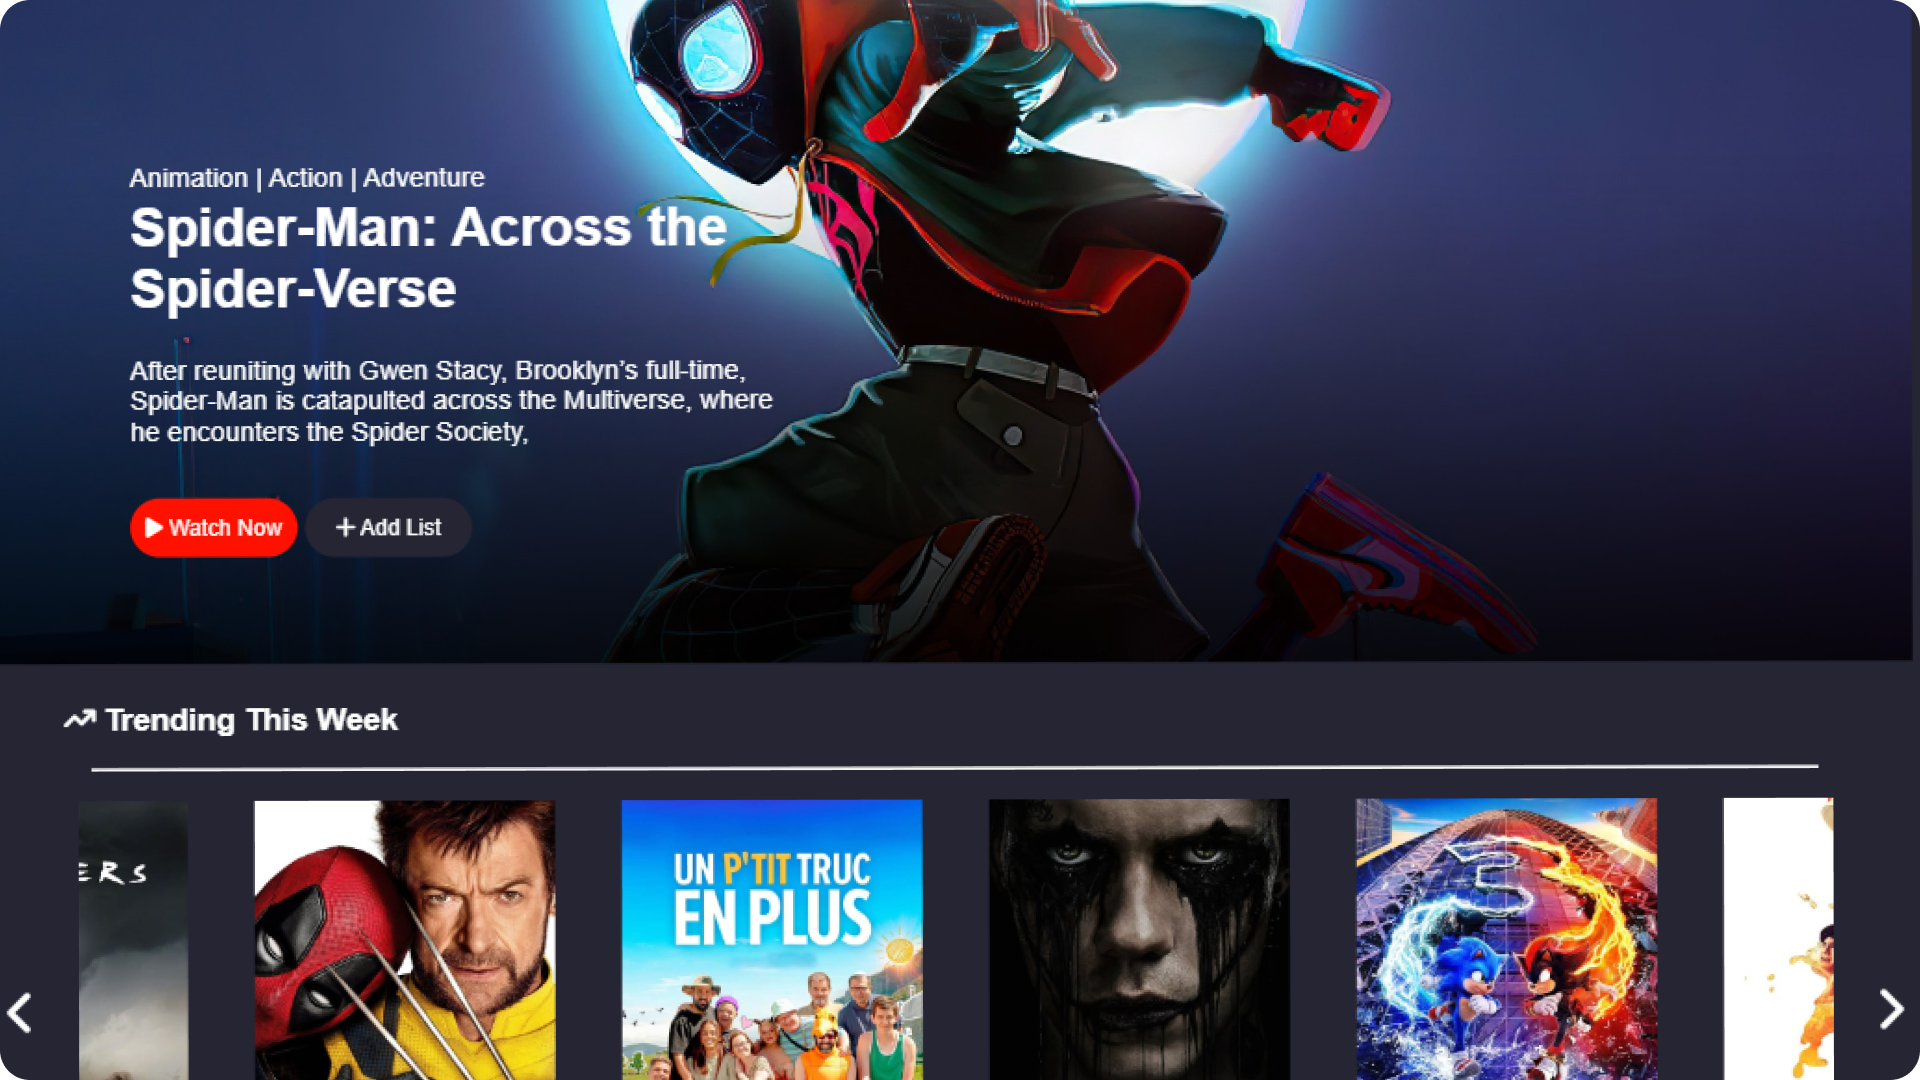 Animation | Action | Adventure
Spider-Man: Across the
Spider-Verse
After reuniting with Gwen Stacy, Brooklyn’s full-time,
Spider-Man is catapulted across the Multiverse, where
he encounters the Spider Society,
Watch Now
+ Add List
Trending This Week
ERS
UN P'TIT TRUC
EN PLUS